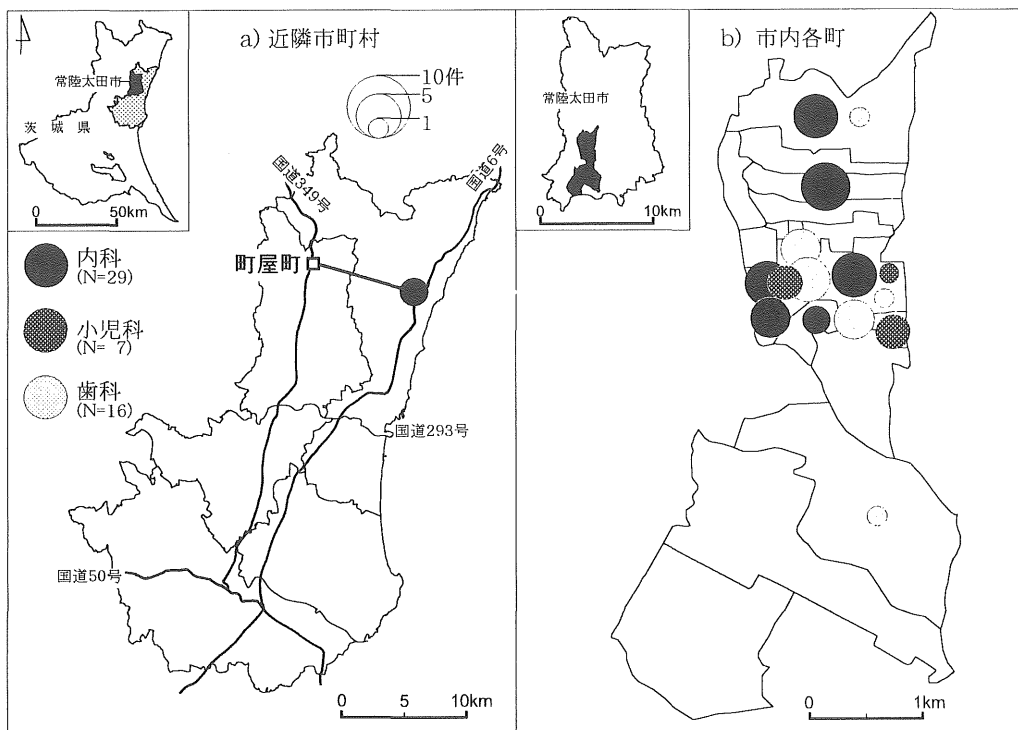 a) 近隣市町村
常陸太田市
茨城県
0 50km
10件
5
1
国道349号
国道6号
町屋町
国道293号
国道50号
0 5 10km
内科
(N=29)
小児科
(N= 7)
歯科
(N=16)
b) 市内各町
常陸太田市
0 10km
0 1km